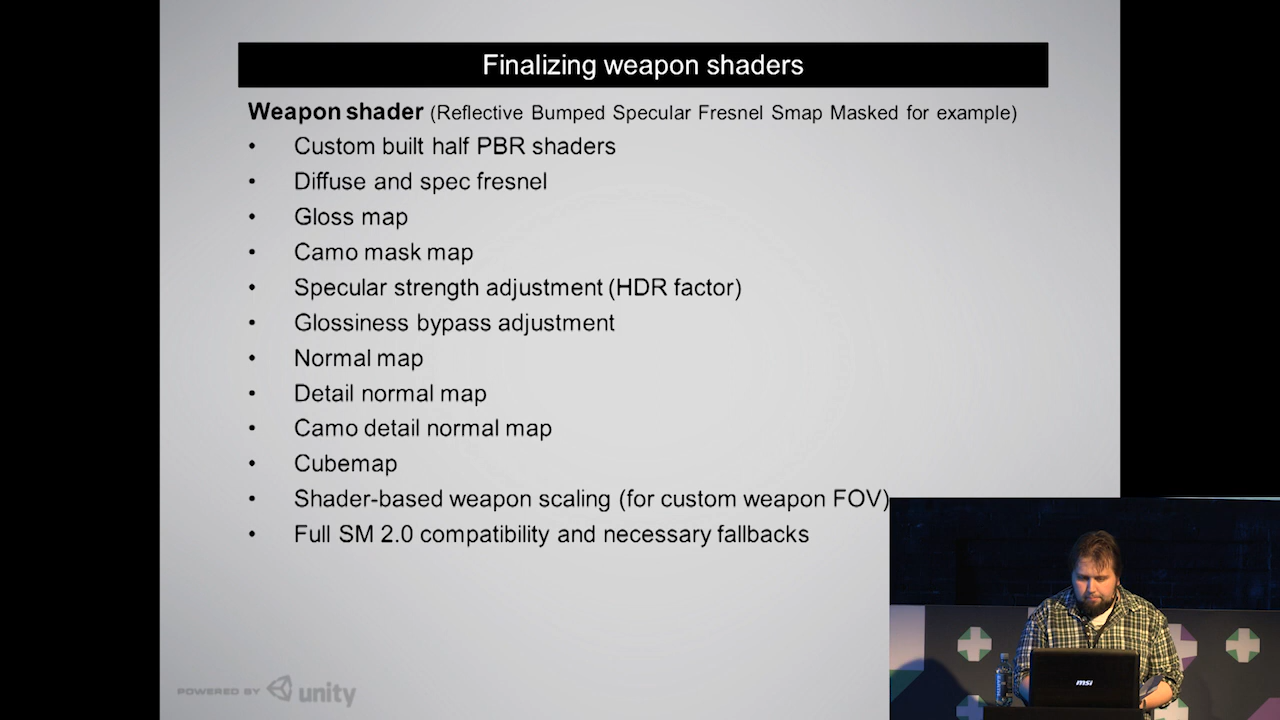 Finalizing weapon shaders
Weapon shader (Reflective Bumped Specular Fresnel Smap Masked for example)
• Custom built half PBR shaders
• Diffuse and spec fresnel
• Gloss map
• Camo mask map
• Specular strength adjustment (HDR factor)
• Glossiness bypass adjustment
• Normal map
• Detail normal map
• Camo detail normal map
• Cubemap
• Shader-based weapon scaling (for custom weapon FOV)
• Full SM 2.0 compatibility and necessary fallbacks
POWERED BY unity
msi